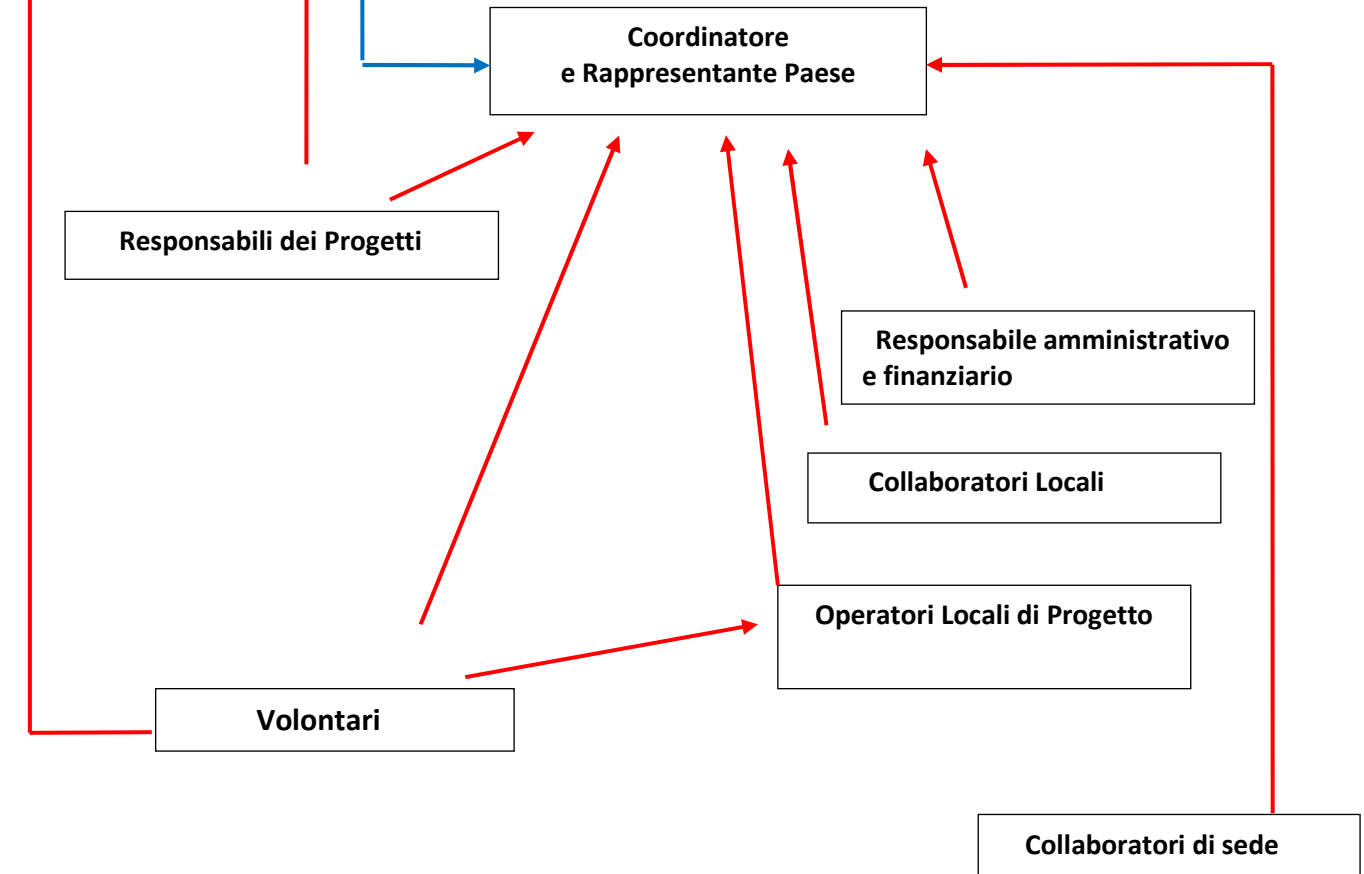 Coordinatore
e Rappresentante Paese
Responsabili dei Progetti
Responsabile amministrativo
e finanziario
Collaboratori Locali
Operatori Locali di Progetto
Volontari
Collaboratori di sede